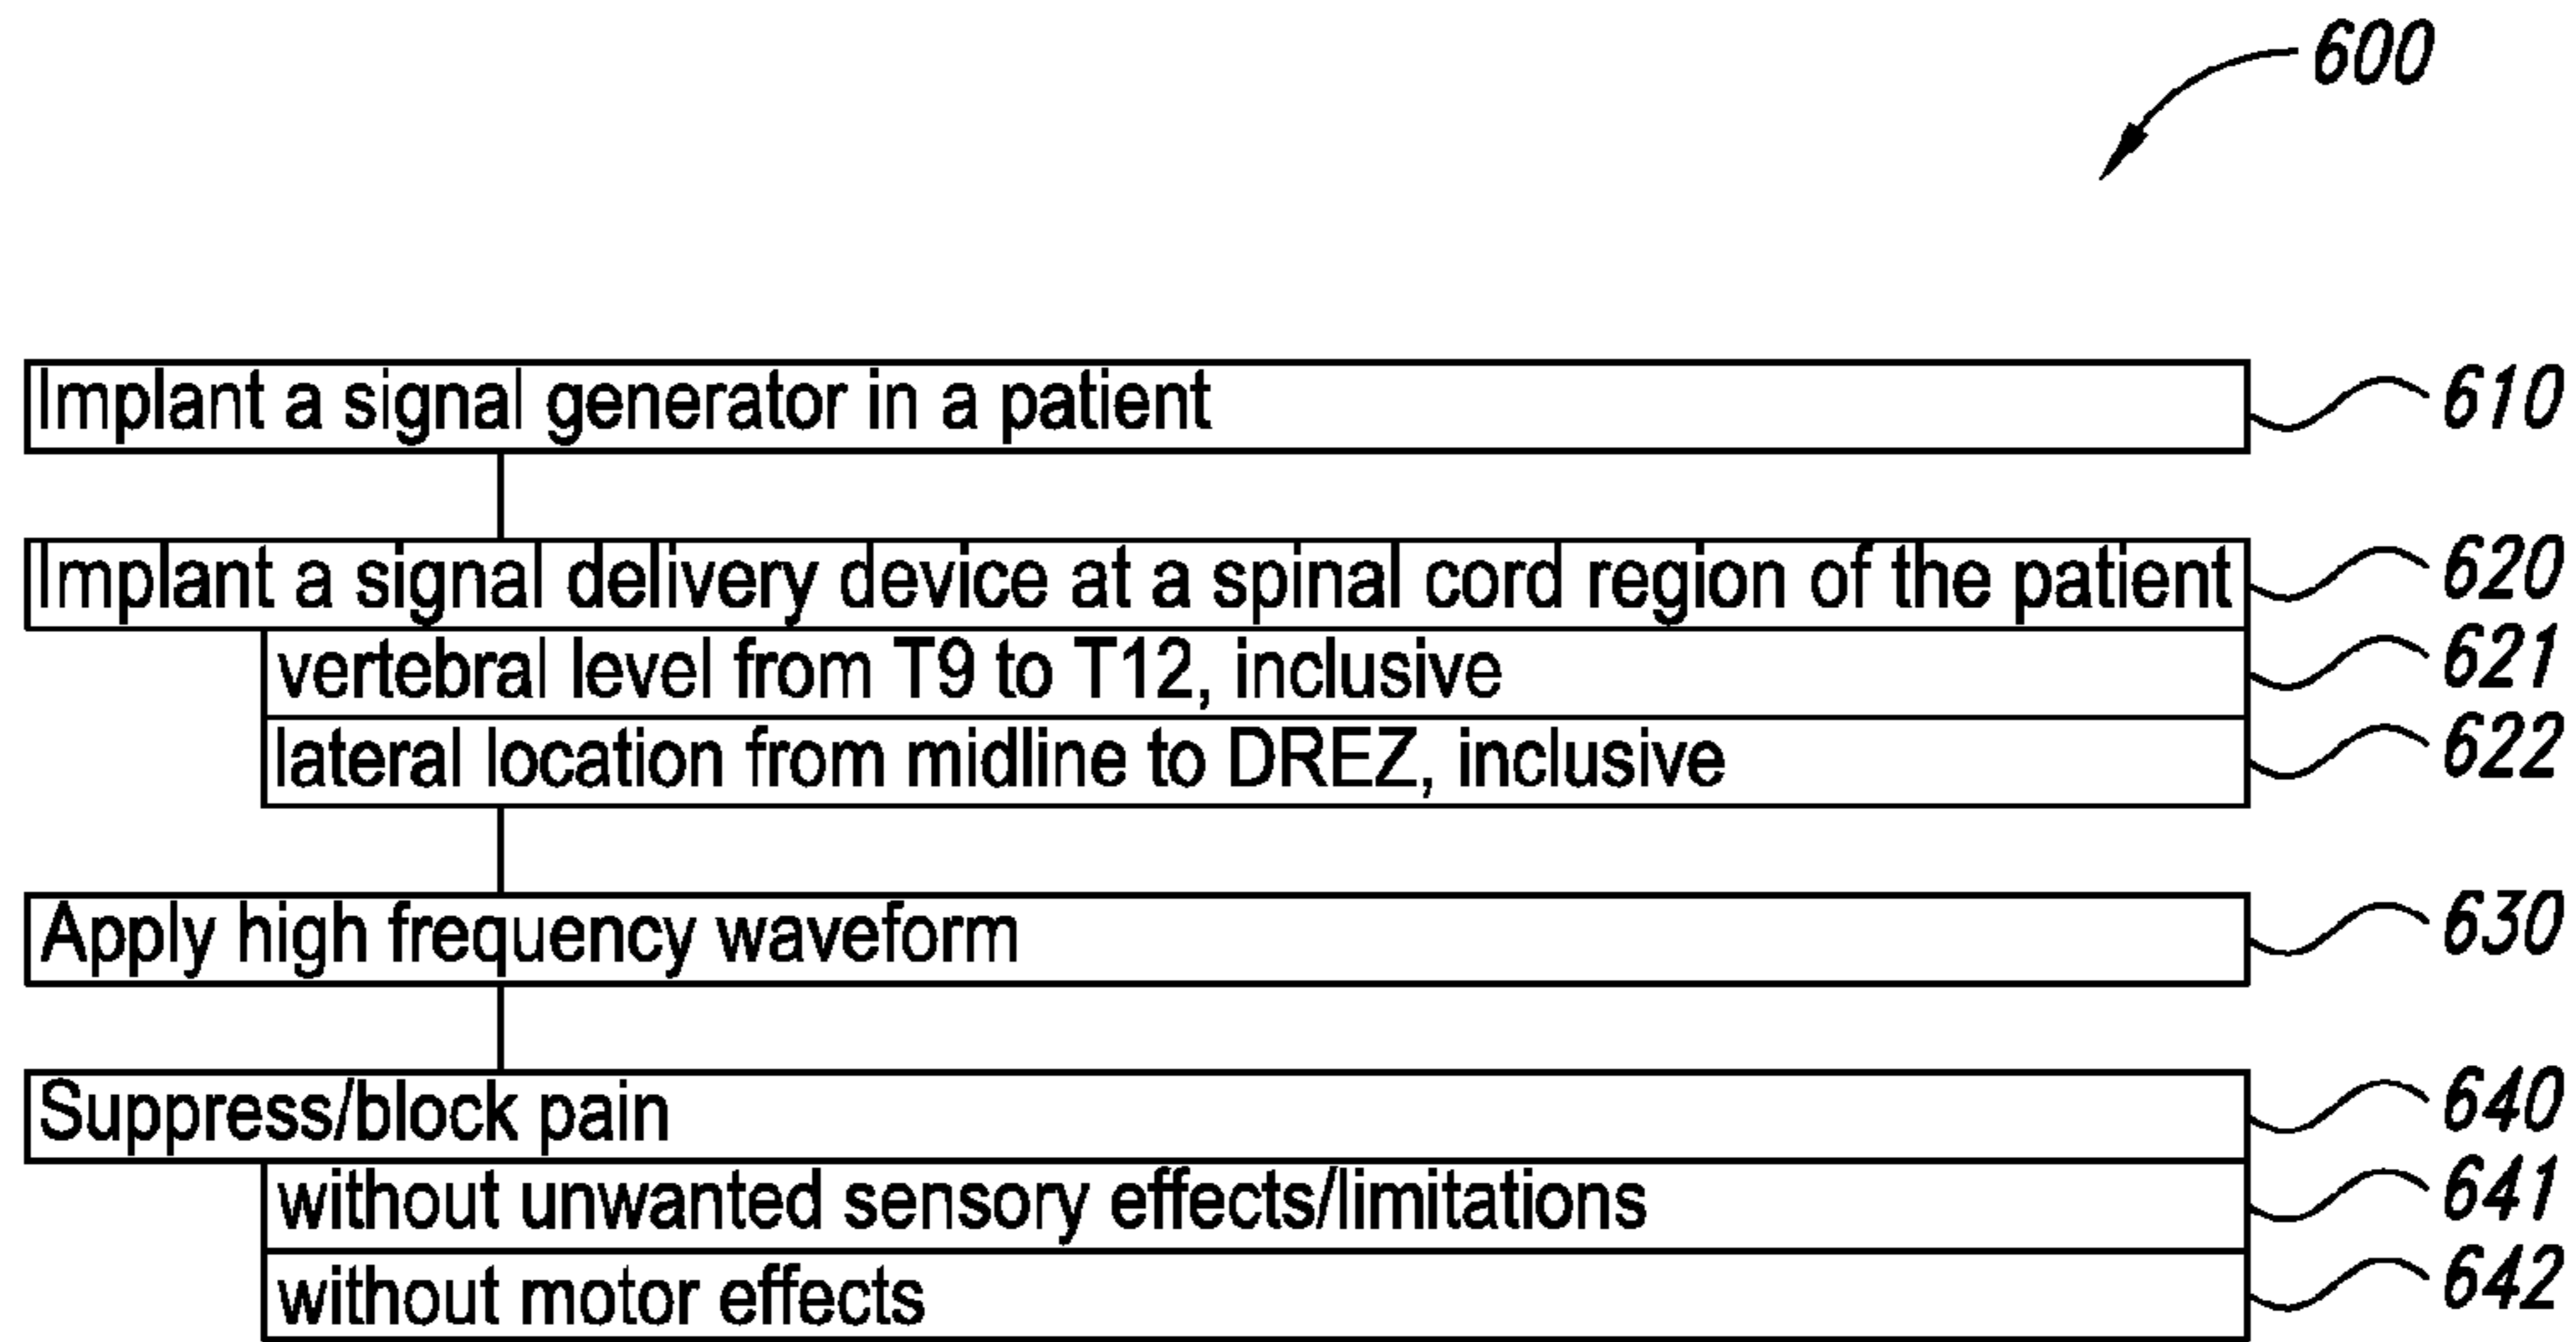 600
Implant a signal generator in a patient 610
Implant a signal delivery device at a spinal cord region of the patient 620
vertebral level from T9 to T12, inclusive 621
lateral location from midline to DREZ, inclusive 622
Apply high frequency waveform 630
Suppress/block pain 640
without unwanted sensory effects/limitations 641
without motor effects 642